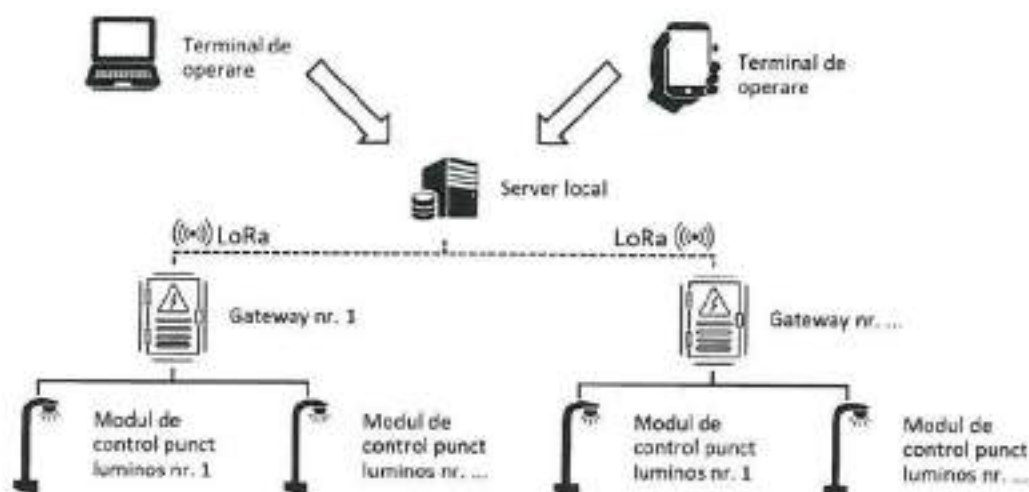 Terminal de
operare
Terminal de
operare
Server local
LoRa
LoRa
Gateway nr. 1
Gateway nr. ...
Modul de
control punct
luminos nr. 1
Modul de
control punct
luminos nr. ...
Modul de
control punct
luminos nr. 1
Modul de
control punct
luminos nr. ...